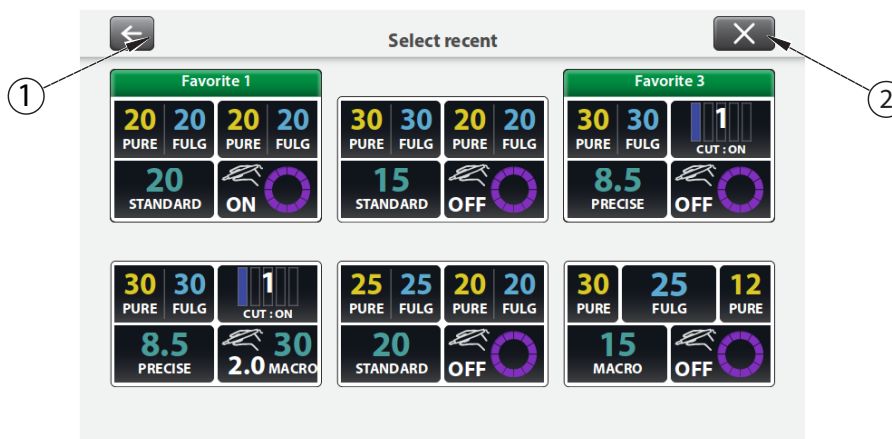 Select recent
1
2
Favorite 1
20 20 20 20
PURE FULG PURE FULG
20
STANDARD ON
30 30 20 20
PURE FULG PURE FULG
15
STANDARD OFF
Favorite 3
30 30 1
PURE FULG CUT : ON
8.5
PRECISE OFF
30 30 1
PURE FULG CUT : ON
8.5 30
PRECISE 2.0 MACRO
25 25 20 20
PURE FULG PURE FULG
20
STANDARD OFF
30 25 12
PURE FULG PURE
15
MACRO OFF